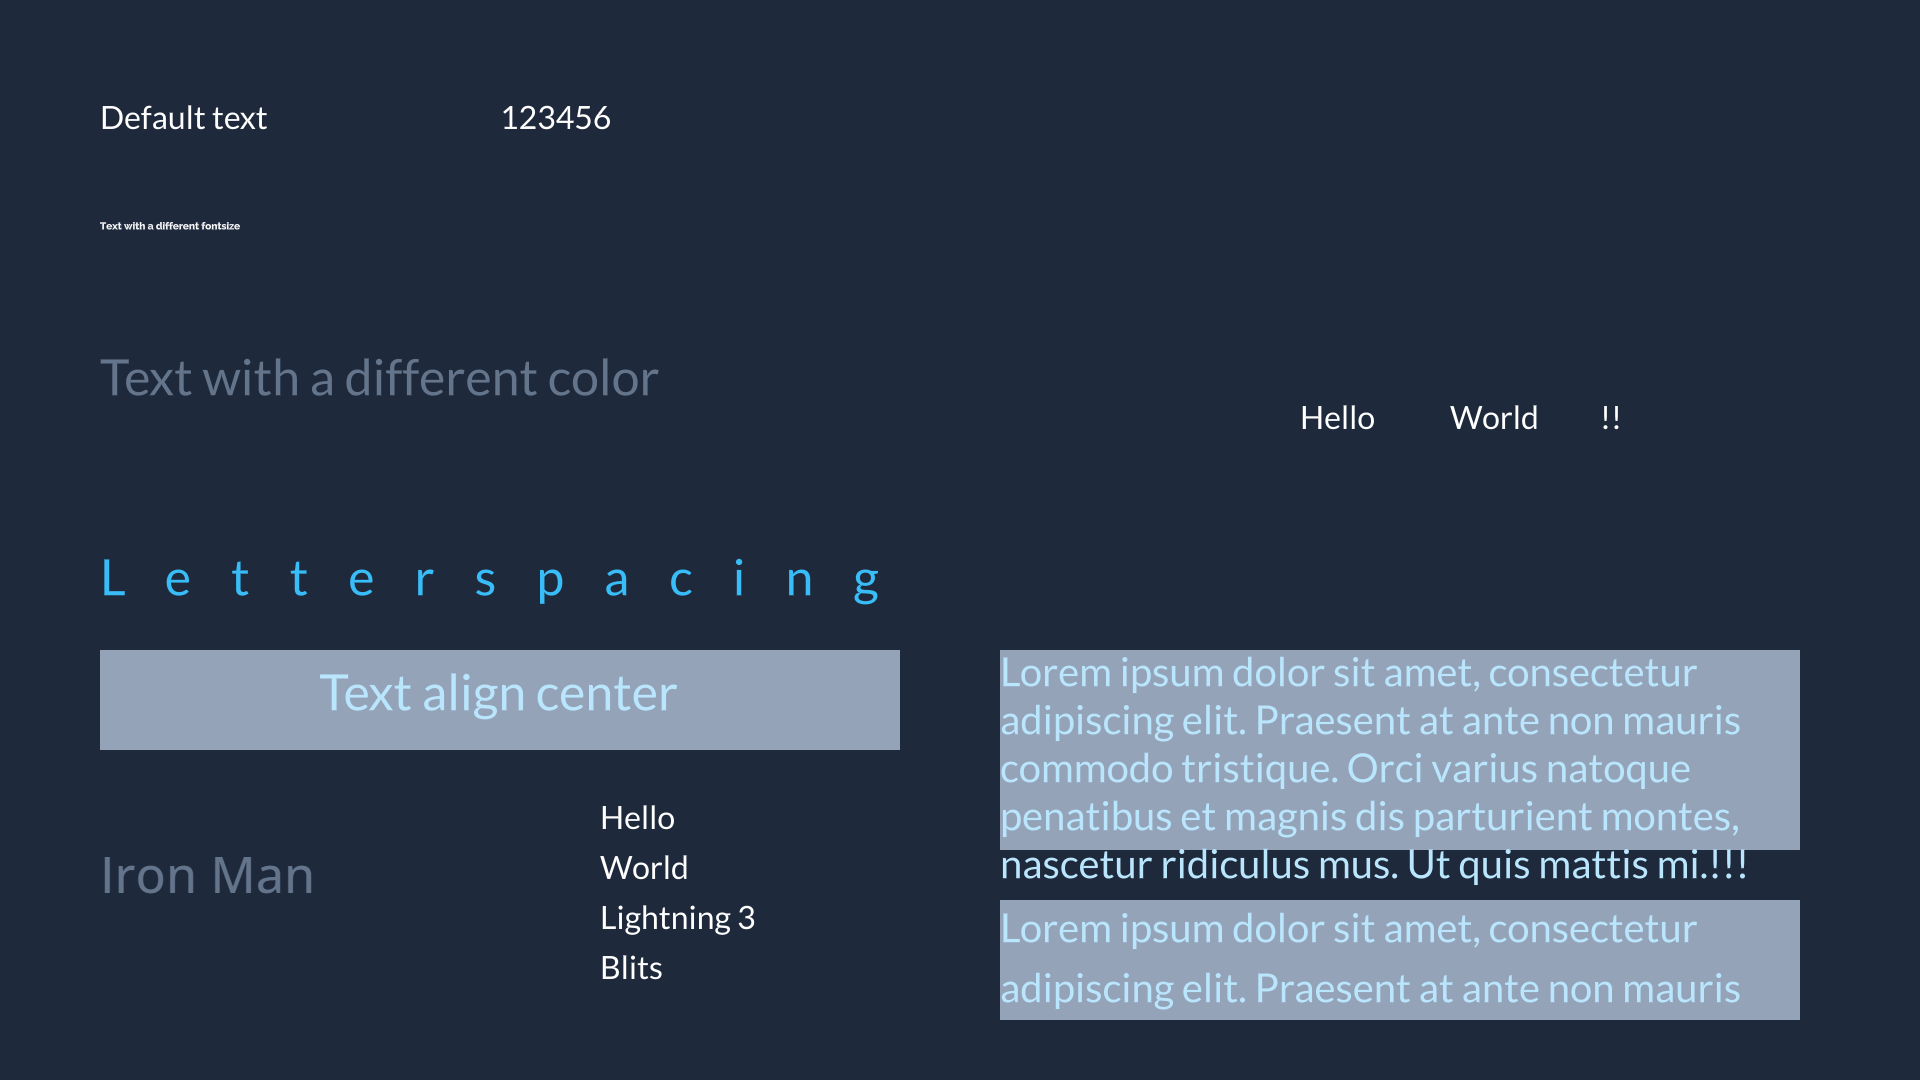 Default text
123456
Text with a different fontsize
Text with a different color
Hello World !!
Letterspacing
Text align center
Iron Man
Hello
World
Lightning 3
Blits
Lorem ipsum dolor sit amet, consectetur
adipiscing elit. Praesent at ante non mauris
commodo tristique. Orci varius natoque
penatibus et magnis dis parturient montes,
nascetur ridiculus mus. Ut quis mattis mi.!!!
Lorem ipsum dolor sit amet, consectetur
adipiscing elit. Praesent at ante non mauris